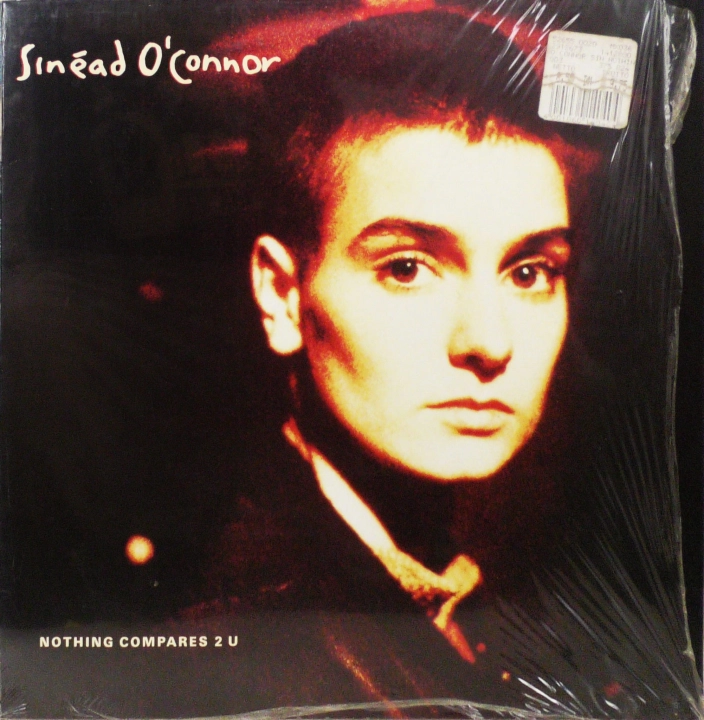 Sinéad O'Connor
NOTHING COMPARES 2 U